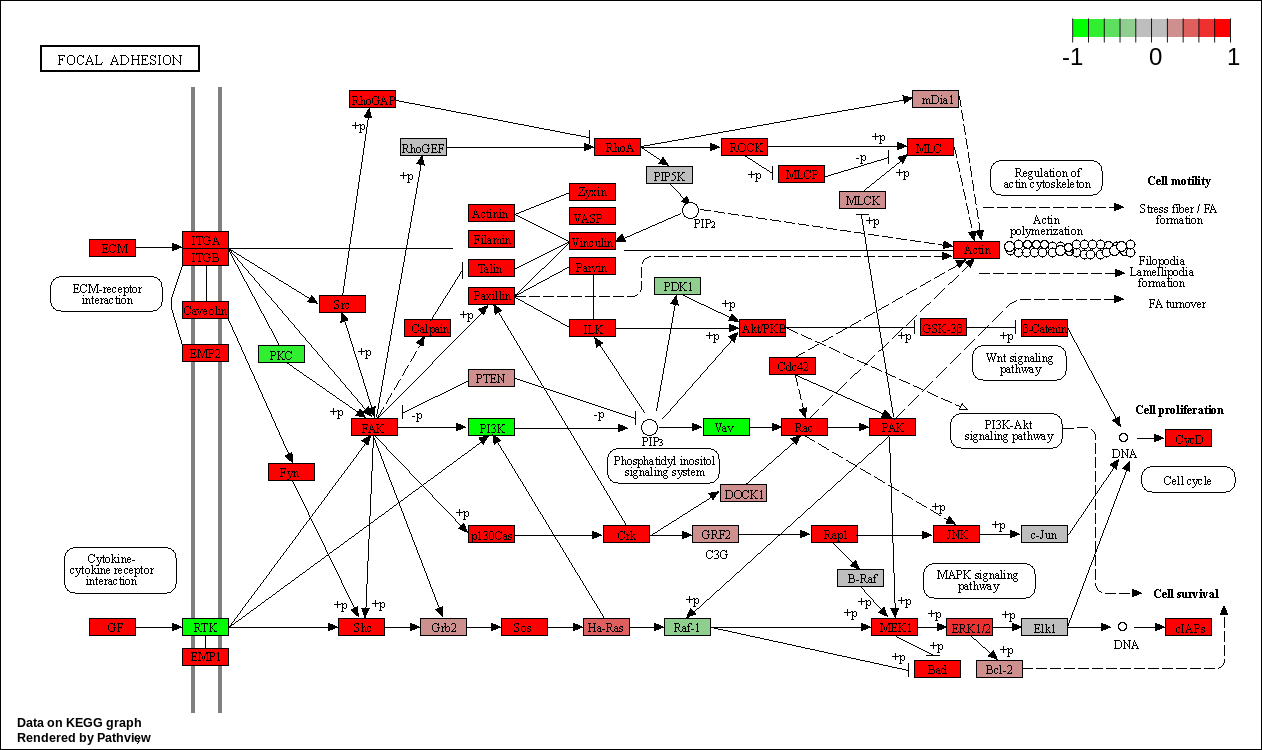 FOCAL ADHESION
-1 0 1
RhoGAP
mDia1
+p
RhoGEF
RhoA
ROCK
+p
MLC
-p
+p
MLCP
+p
+p
PIP5K
MLCK
+p
Regulation of
actin cytoskeleton
Cell motility
Zyxin
Actinin
VASP
PIP2
Stress fiber / FA
formation
Actin
polymerization
ECM
ITGA
ITGB
Filamin
Vinculin
Actin
Talin
Parvin
Filopodia
Lamellipodia
formation
ECM-receptor
interaction
Paxillin
PDK1
Caveolin
Src
+p
+p
FA turnover
Calpain
ILK
+p
Akt/PKB
GSK-3β
+p
+p
β-Catenin
EMP2
PKC
+p
Wnt signaling
pathway
PTEN
Cdc42
+p
-p
-p
Cell proliferation
FAK
PI3K
PIP3
Vav
Rac
PAK
PI3K-Akt
signaling pathway
DNA
CycD
Phosphatidyl inositol
signaling system
Fyn
Cell cycle
DOCK1
+p
+p
+p
p130Cas
Crk
GRF2
C3G
Rap1
JNK
c-Jun
Cytokine-
cytokine receptor
interaction
B-Raf
MAPK signaling
pathway
+p
+p
+p
+p
+p
+p
+p
+p
Cell survival
GF
RTK
Shc
Grb2
Sos
Ha-Ras
Raf-1
MEK1
ERK1/2
Elk1
DNA
cIAPs
EMP1
+p
+p
+p
Bad
Bcl-2
Data on KEGG graph
Rendered by Pathview